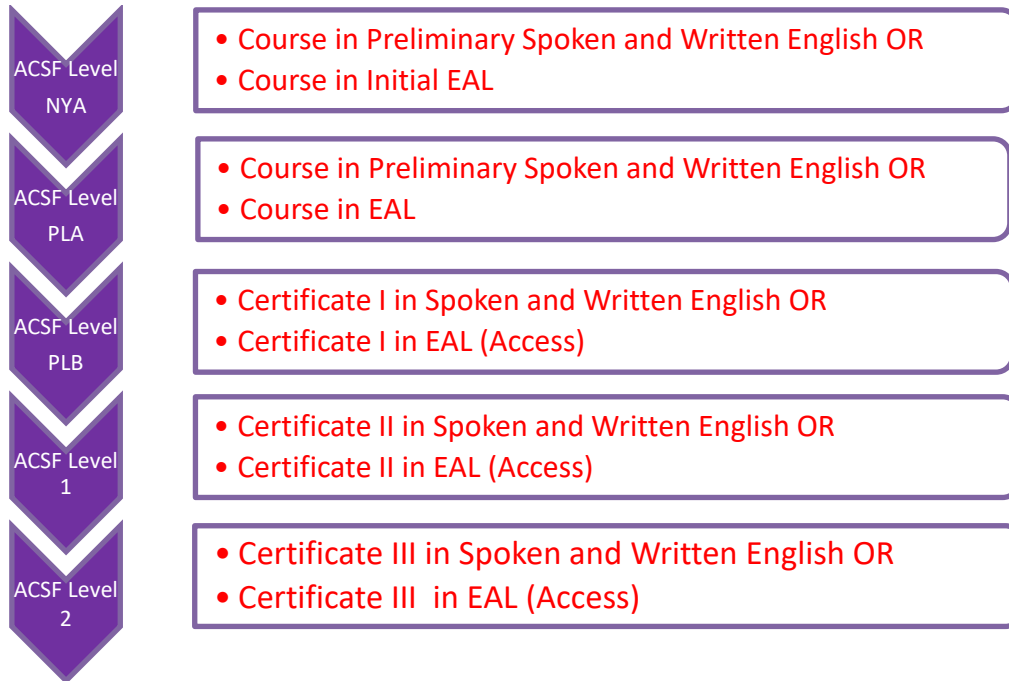 ACSF Level
NYA
• Course in Preliminary Spoken and Written English OR
• Course in Initial EAL
ACSF Level
PLA
• Course in Preliminary Spoken and Written English OR
• Course in EAL
ACSF Level
PLB
• Certificate I in Spoken and Written English OR
• Certificate I in EAL (Access)
ACSF Level
1
• Certificate II in Spoken and Written English OR
• Certificate II in EAL (Access)
ACSF Level
2
• Certificate III in Spoken and Written English OR
• Certificate III in EAL (Access)